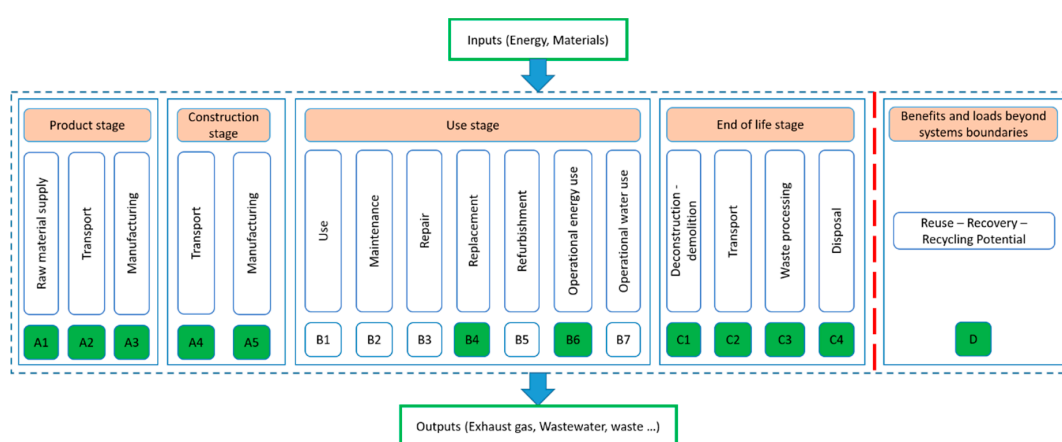 Inputs (Energy, Materials)
Product stage
Construction
stage
Use stage
End of life stage
Benefits and loads beyond
systems boundaries
Raw material supply
Transport
Manufacturing
Transport
Manufacturing
Use
Maintenance
Repair
Replacement
Refurbishment
Operational energy use
Operational water use
Deconstruction -
demolition
Transport
Waste processing
Disposal
Reuse – Recovery –
Recycling Potential
A1
A2
A3
A4
A5
B1
B2
B3
B4
B5
B6
B7
C1
C2
C3
C4
D
Outputs (Exhaust gas, Wastewater, waste ...)